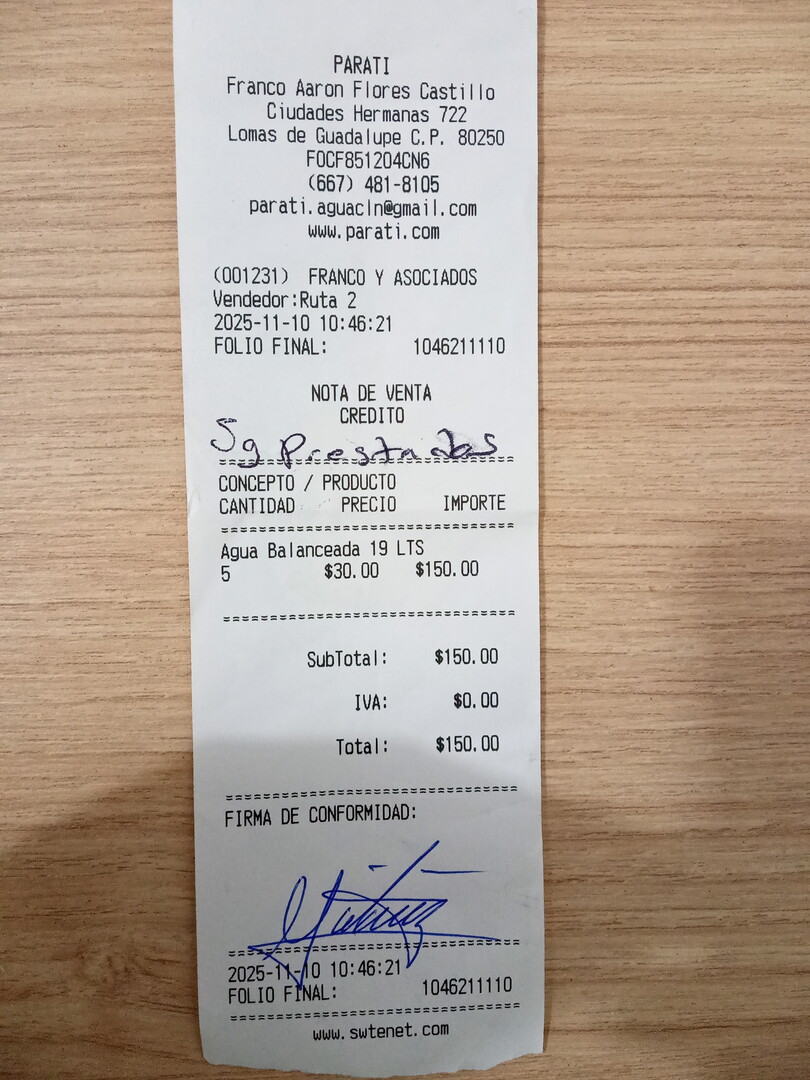 PARATI
Franco Aaron Flores Castillo
Ciudades Hermanas 722
Lomas de Guadalupe C.P. 80250
FOCF851204CN6
(667) 481-8105
parati.aguacln@gmail.com
www.parati.com
(001231) FRANCO Y ASOCIADOS
Vendedor:Ruta 2
2025-11-10 10:46:21
FOLIO FINAL: 1046211110
NOTA DE VENTA
CREDITO
5g Prestados
CONCEPTO / PRODUCTO
CANTIDAD PRECIO IMPORTE
Agua Balanceada 19 LTS
5 $30.00 $150.00
SubTotal: $150.00
IVA: $0.00
Total: $150.00
FIRMA DE CONFORMIDAD:
2025-11-10 10:46:21
FOLIO FINAL: 1046211110
www.swtenet.com